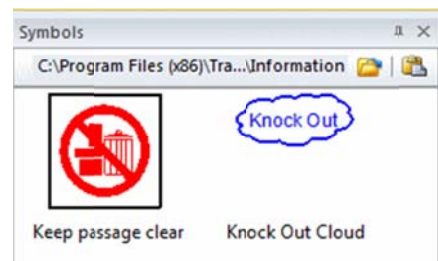 Symbols
C:\Program Files (x86)\Tra...\Information
Knock Out
Keep passage clear
Knock Out Cloud